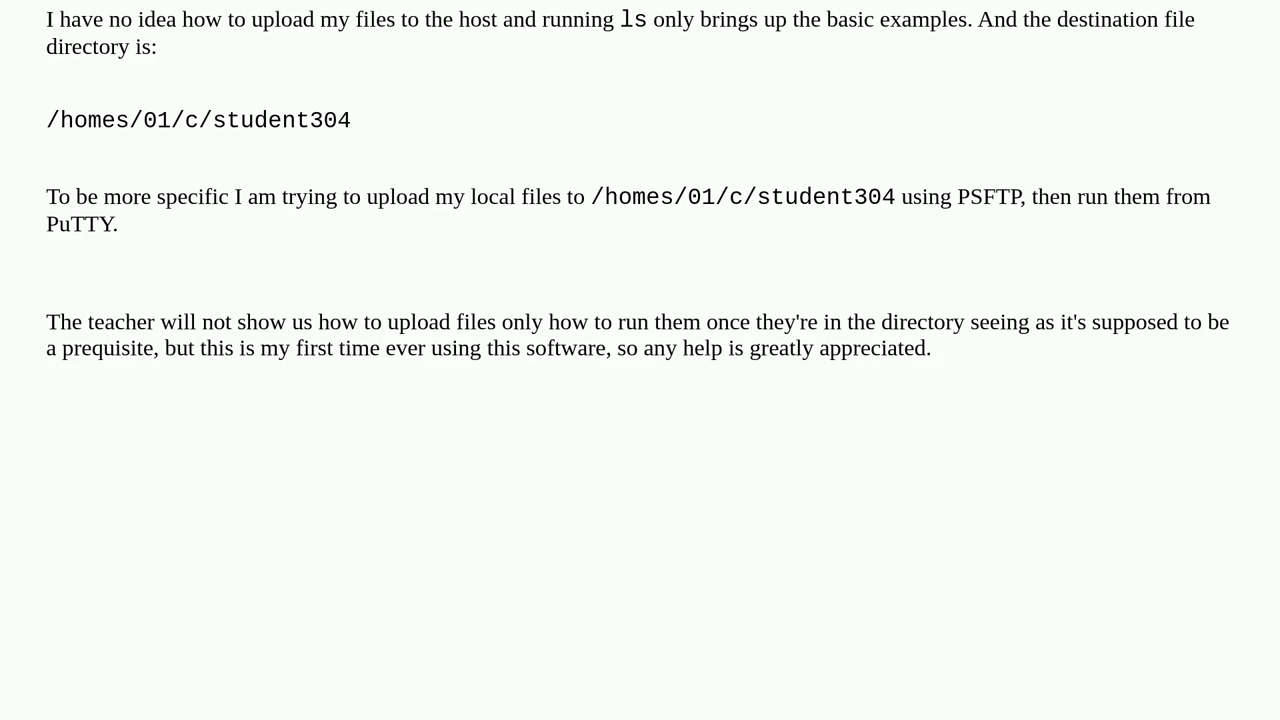 I have no idea how to upload my files to the host and running ls only brings up the basic examples. And the destination file
directory is:
/homes/01/c/student304
To be more specific I am trying to upload my local files to /homes/01/c/student304 using PSFTP, then run them from
PuTTY.
The teacher will not show us how to upload files only how to run them once they're in the directory seeing as it's supposed to be
a prequisite, but this is my first time ever using this software, so any help is greatly appreciated.